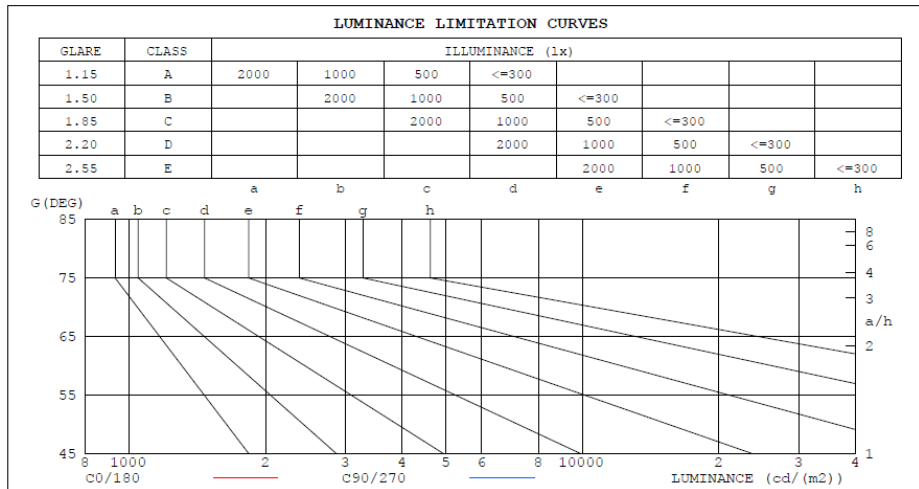 LUMINANCE LIMITATION CURVES
GLARE CLASS ILLUMINANCE (lx)
1.15 A 2000 1000 500 <=300
1.50 B 2000 1000 500 <=300
1.85 C 2000 1000 500 <=300
2.20 D 2000 1000 500 <=300
2.55 E 2000 1000 500 <=300
a b c d e f g h
G(DEG) a b c d e f g h
85
8
6
75 4
3
a/h
65
2
55
45 1
8 1000 2 3 4 5 6 8 10000 2 3 4
C0/180 C90/270 LUMINANCE (cd/(m2))